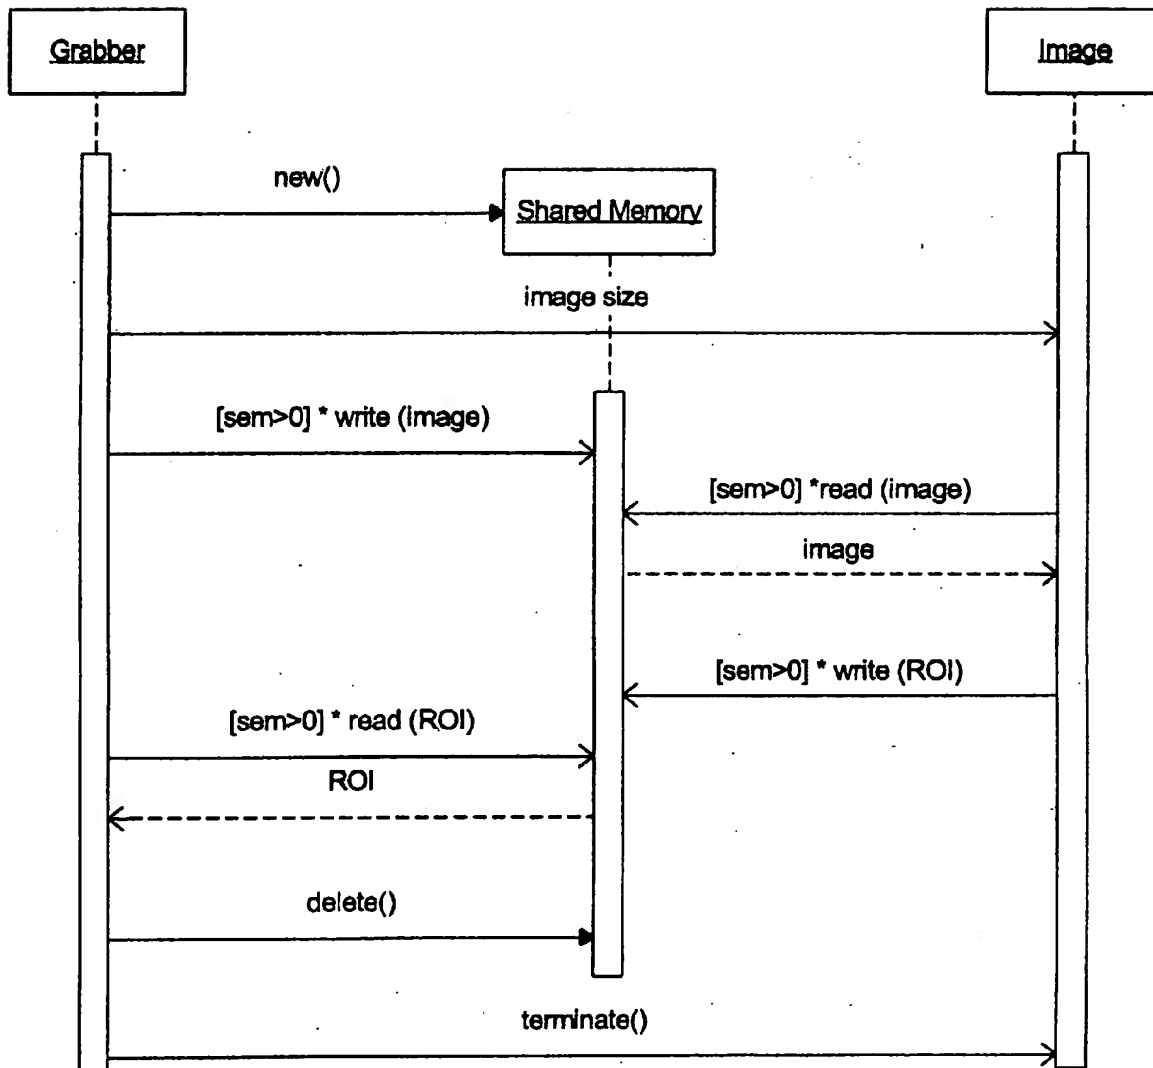 Grabber
Image
new()
Shared Memory
image size
[sem>0] * write (image)
[sem>0] *read (image)
image
[sem>0] * write (ROI)
[sem>0] * read (ROI)
ROI
delete()
terminate()